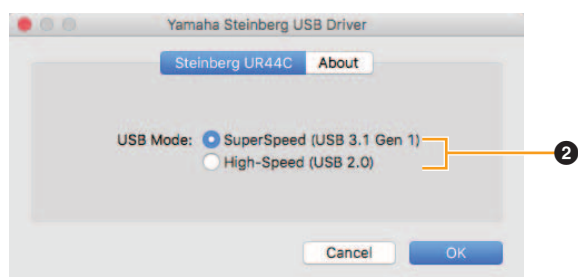 Yamaha Steinberg USB Driver
Steinberg UR44C About
USB Mode: SuperSpeed (USB 3.1 Gen 1)
High-Speed (USB 2.0)
2
Cancel OK